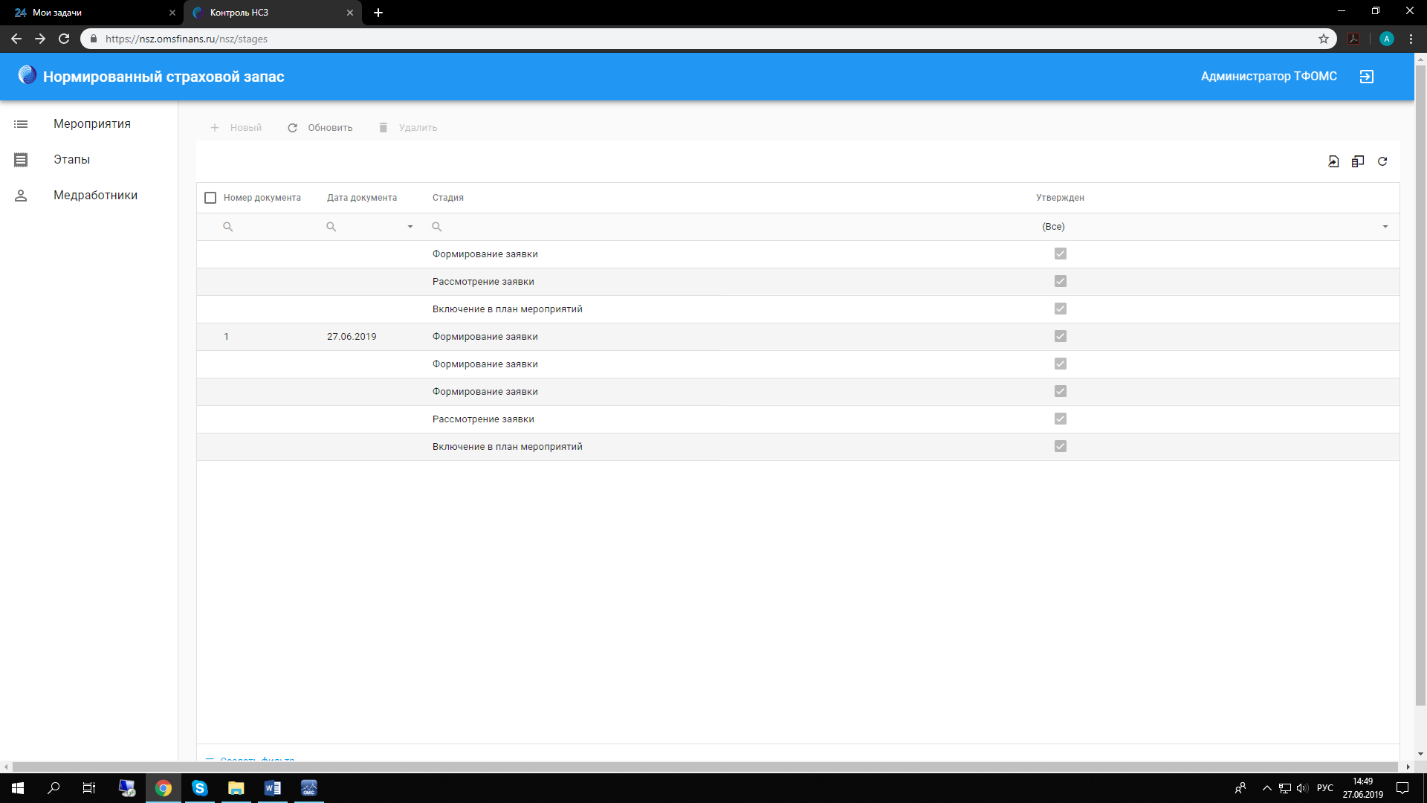 24 Мои задачи
Контроль НСЗ
https://nsz.omsfinans.ru/nsz/stages
A
Нормированный страховой запас
Администратор ТФОМС
Мероприятия
Этапы
Медработники
Новый
Обновить
Удалить
Номер документа
Дата документа
Стадия
Утвержден
(Все)
Формирование заявки
Рассмотрение заявки
Включение в план мероприятий
1 27.06.2019 Формирование заявки
Формирование заявки
Формирование заявки
Рассмотрение заявки
Включение в план мероприятий
Создать фильтр
ОМС
РУС
14:49
27.06.2019